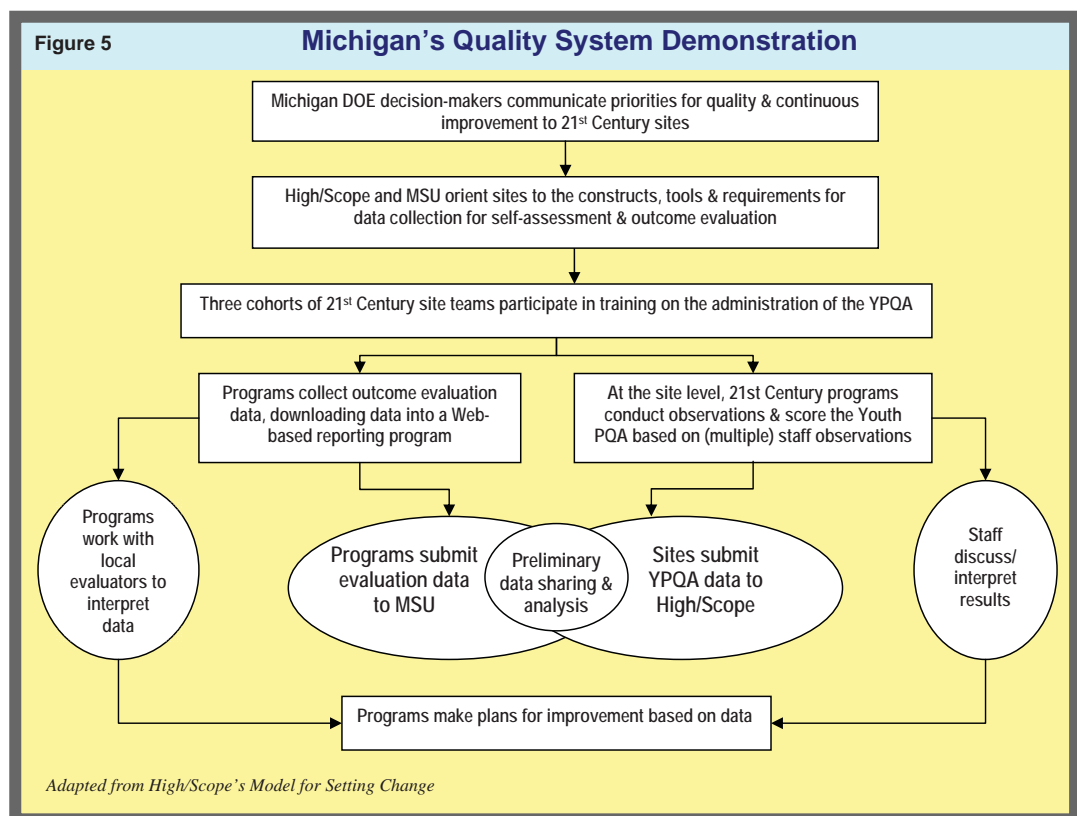 Figure 5
Michigan's Quality System Demonstration
Michigan DOE decision-makers communicate priorities for quality & continuous
improvement to 21st Century sites
High/Scope and MSU orient sites to the constructs, tools & requirements for
data collection for self-assessment & outcome evaluation
Three cohorts of 21st Century site teams participate in training on the administration of the YPQA
Programs collect outcome evaluation
data, downloading data into a Web-
based reporting program
At the site level, 21st Century programs
conduct observations & score the Youth
PQA based on (multiple) staff observations
Programs
work with
local
evaluators to
interpret
data
Programs submit
evaluation data
to MSU
Preliminary
data sharing &
analysis
Sites submit
YPQA data to
High/Scope
Staff
discuss/
interpret
results
Programs make plans for improvement based on data
Adapted from High/Scope's Model for Setting Change